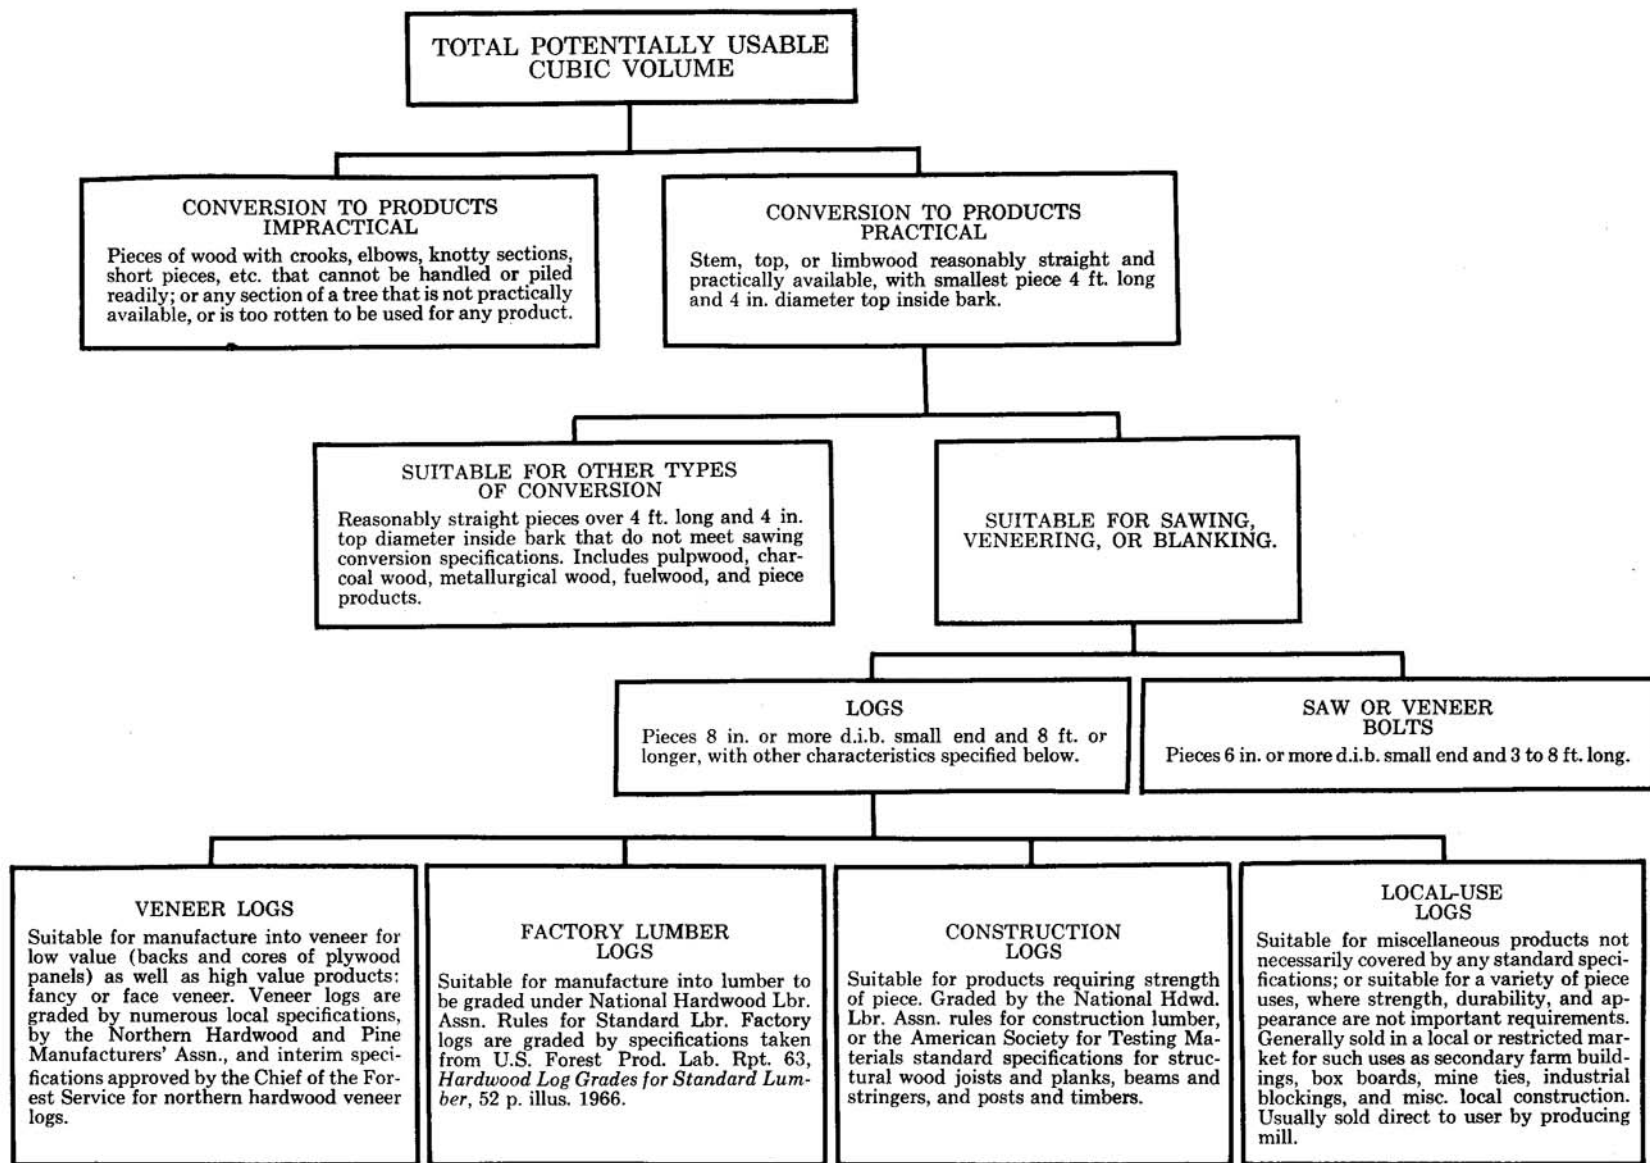 TOTAL POTENTIALLY USABLE
CUBIC VOLUME
CONVERSION TO PRODUCTS
IMPRACTICAL
Pieces of wood with crooks, elbows, knotty sections,
short pieces, etc. that cannot be handled or piled
readily; or any section of a tree that is not practically
available, or is too rotten to be used for any product.
CONVERSION TO PRODUCTS
PRACTICAL
Stem, top, or limbwood reasonably straight and
practically available, with smallest piece 4 ft. long
and 4 in. diameter top inside bark.
SUITABLE FOR OTHER TYPES
OF CONVERSION
Reasonably straight pieces over 4 ft. long and 4 in.
top diameter inside bark that do not meet sawing
conversion specifications. Includes pulpwood, char-
coal wood, metallurgical wood, fuelwood, and piece
products.
SUITABLE FOR SAWING,
VENEERING, OR BLANKING.
LOGS
Pieces 8 in. or more d.i.b. small end and 8 ft. or
longer, with other characteristics specified below.
SAW OR VENEER
BOLTS
Pieces 6 in. or more d.i.b. small end and 3 to 8 ft. long.
VENEER LOGS
Suitable for manufacture into veneer for
low value (backs and cores of plywood
panels) as well as high value products:
fancy or face veneer. Veneer logs are
graded by numerous local specifications,
by the Northern Hardwood and Pine
Manufacturers' Assn., and interim speci-
fications approved by the Chief of the For-
est Service for northern hardwood veneer
logs.
FACTORY LUMBER
LOGS
Suitable for manufacture into lumber to
be graded under National Hardwood Lbr.
Assn. Rules for Standard Lbr. Factory
logs are graded by specifications taken
from U.S. Forest Prod. Lab. Rpt. 63,
Hardwood Log Grades for Standard Lum-
ber, 52 p. illus. 1966.
CONSTRUCTION
LOGS
Suitable for products requiring strength
of piece. Graded by the National Hdwd.
Lbr. Assn. rules for construction lumber,
or the American Society for Testing Ma-
terials standard specifications for struc-
tural wood joists and planks, beams and
stringers, and posts and timbers.
LOCAL-USE
LOGS
Suitable for miscellaneous products not
necessarily covered by any standard speci-
fications; or suitable for a variety of piece
uses, where strength, durability, and ap-
pearance are not important requirements.
Generally sold in a local or restricted mar-
ket for such uses as secondary farm build-
ings, box boards, mine ties, industrial
blockings, and misc. local construction.
Usually sold direct to user by producing
mill.